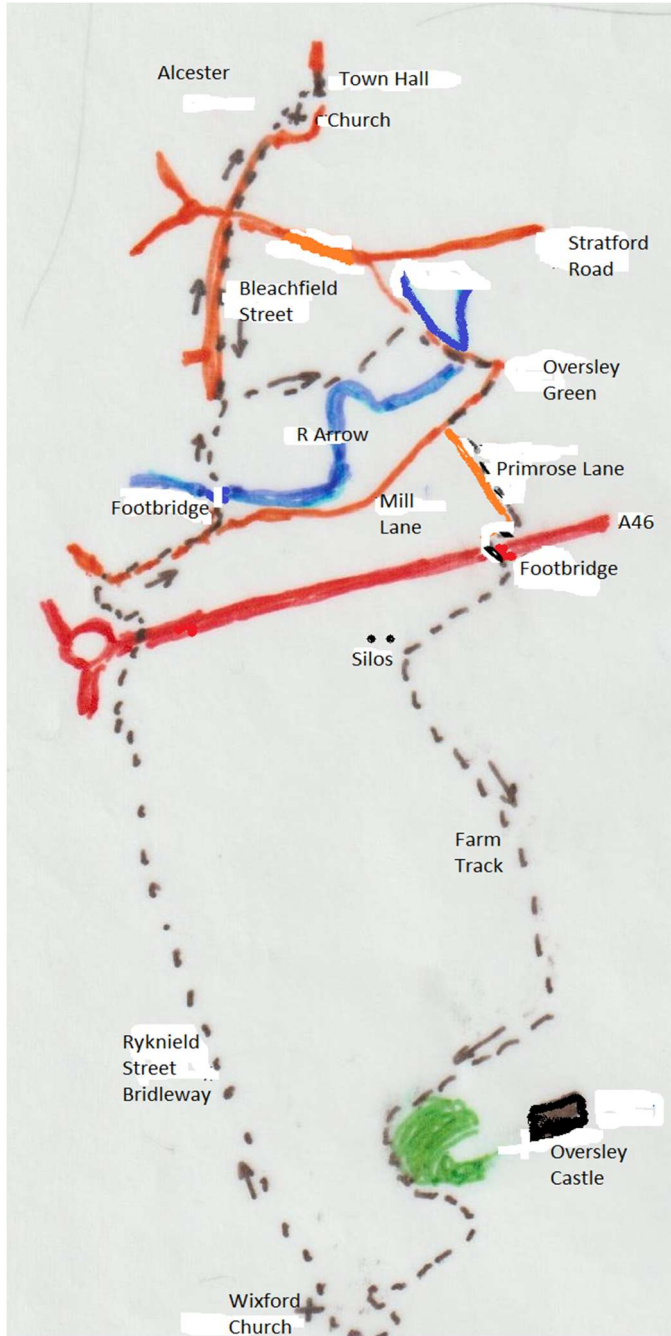 Alcester
Town Hall
Church
Stratford
Road
Bleachfield
Street
Oversley
Green
R Arrow
Primrose Lane
Footbridge
Mill
Lane
A46
Footbridge
Silos
Farm
Track
Ryknield
Street
Bridleway
Oversley
Castle
Wixford
Church